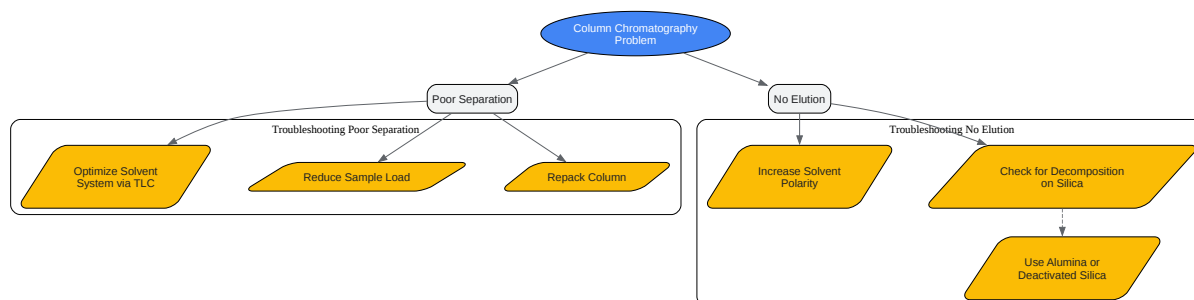 Column Chromatography
Problem
Poor Separation
No Elution
Troubleshooting Poor Separation
Troubleshooting No Elution
Optimize Solvent
System via TLC
Reduce Sample Load
Repack Column
Increase Solvent
Polarity
Check for Decomposition
on Silica
Use Alumina or
Deactivated Silica